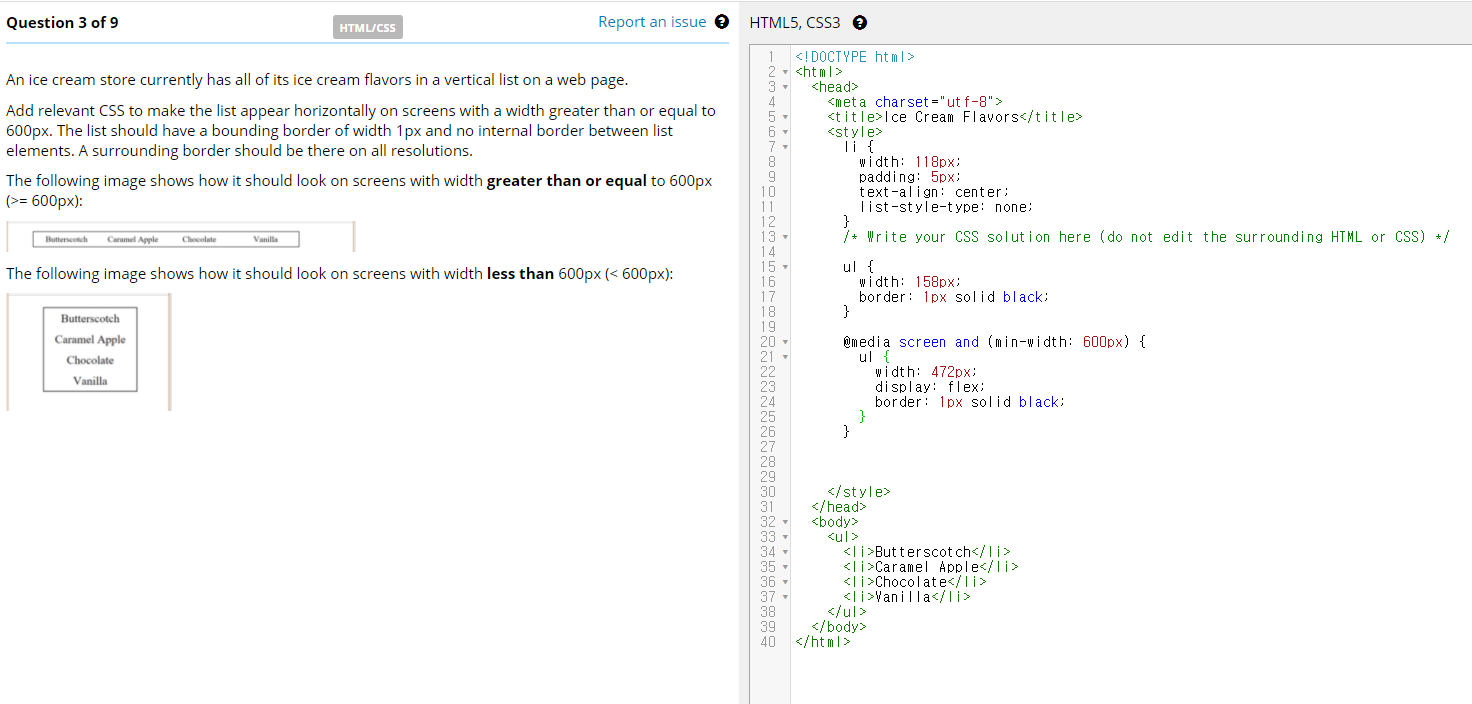 Question 3 of 9
HTML/CSS
Report an issue ?
An ice cream store currently has all of its ice cream flavors in a vertical list on a web page.
Add relevant CSS to make the list appear horizontally on screens with a width greater than or equal to
600px. The list should have a bounding border of width 1px and no internal border between list
elements. A surrounding border should be there on all resolutions.
The following image shows how it should look on screens with width greater than or equal to 600px
(>= 600px):
Butterscotch Caramel Apple Chocolate Vanilla
The following image shows how it should look on screens with width less than 600px (< 600px):
Butterscotch
Caramel Apple
Chocolate
Vanilla
HTML5, CSS3 ?
1 <!DOCTYPE html>
2 <html>
3 <head>
4 <meta charset="utf-8">
5 <title>Ice Cream Flavors</title>
6 <style>
7 li {
8 width: 118px;
9 padding: 5px;
10 text-align: center;
11 list-style-type: none;
12 }
13 /* Write your CSS solution here (do not edit the surrounding HTML or CSS) */
14
15 ul {
16 width: 158px;
17 border: 1px solid black;
18 }
19
20 @media screen and (min-width: 600px) {
21 ul {
22 width: 472px;
23 display: flex;
24 border: 1px solid black;
25 }
26 }
27
28
29
30 </style>
31 </head>
32 <body>
33 <ul>
34 <li>Butterscotch</li>
35 <li>Caramel Apple</li>
36 <li>Chocolate</li>
37 <li>Vanilla</li>
38 </ul>
39 </body>
40 </html>